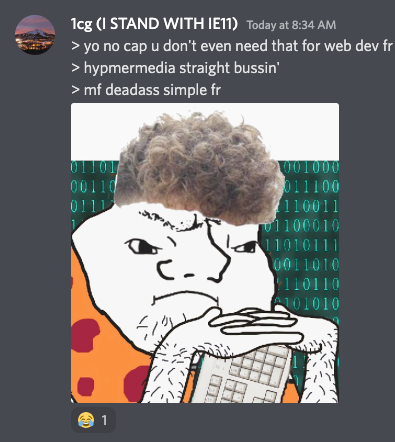 1cg (I STAND WITH IE11) Today at 8:34 AM
> yo no cap u don't even need that for web dev fr
> hypmermedia straight bussin'
> mf deadass simple fr
😂 1